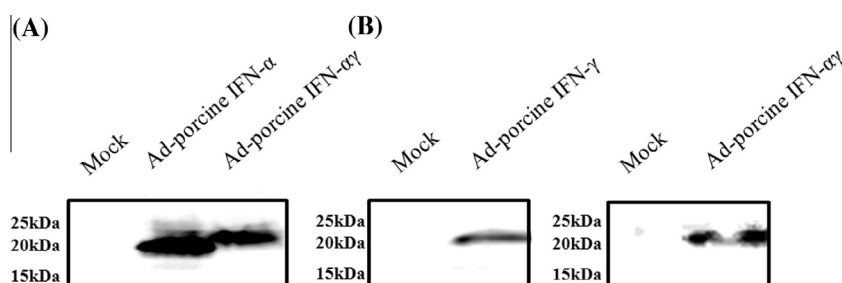 (A)
Mock
Ad-porcine IFN-α
Ad-porcine IFN-αγ
25kDa
20kDa
15kDa
(B)
Mock
Ad-porcine IFN-γ
25kDa
20kDa
15kDa
Mock
Ad-porcine IFN-αγ
25kDa
20kDa
15kDa